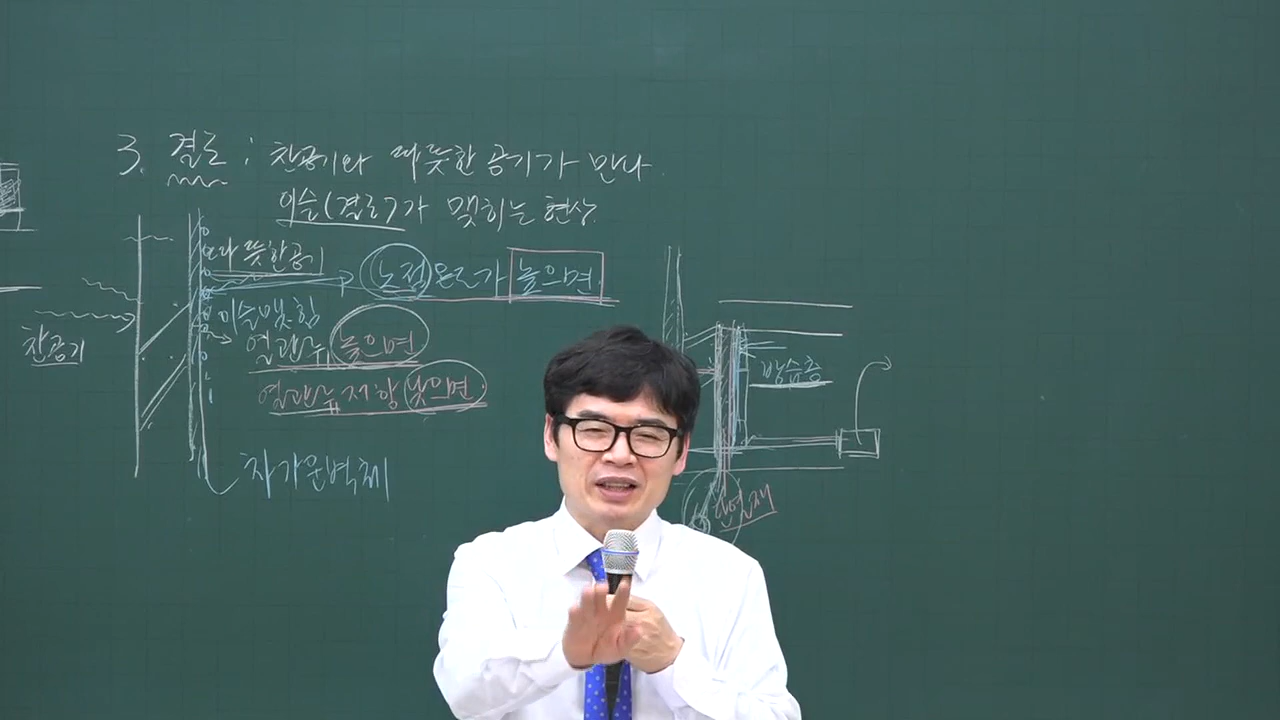 3. 결로 : 찬공기와 따뜻한 공기가 만나
이슬(결로)가 맺히는 현상.
따뜻한공기
노점온도가 높으면.
이슬맺힘
열관류 높으면
열관류저항 낮으면.
찬공기
차가운벽체
방습층
단열재